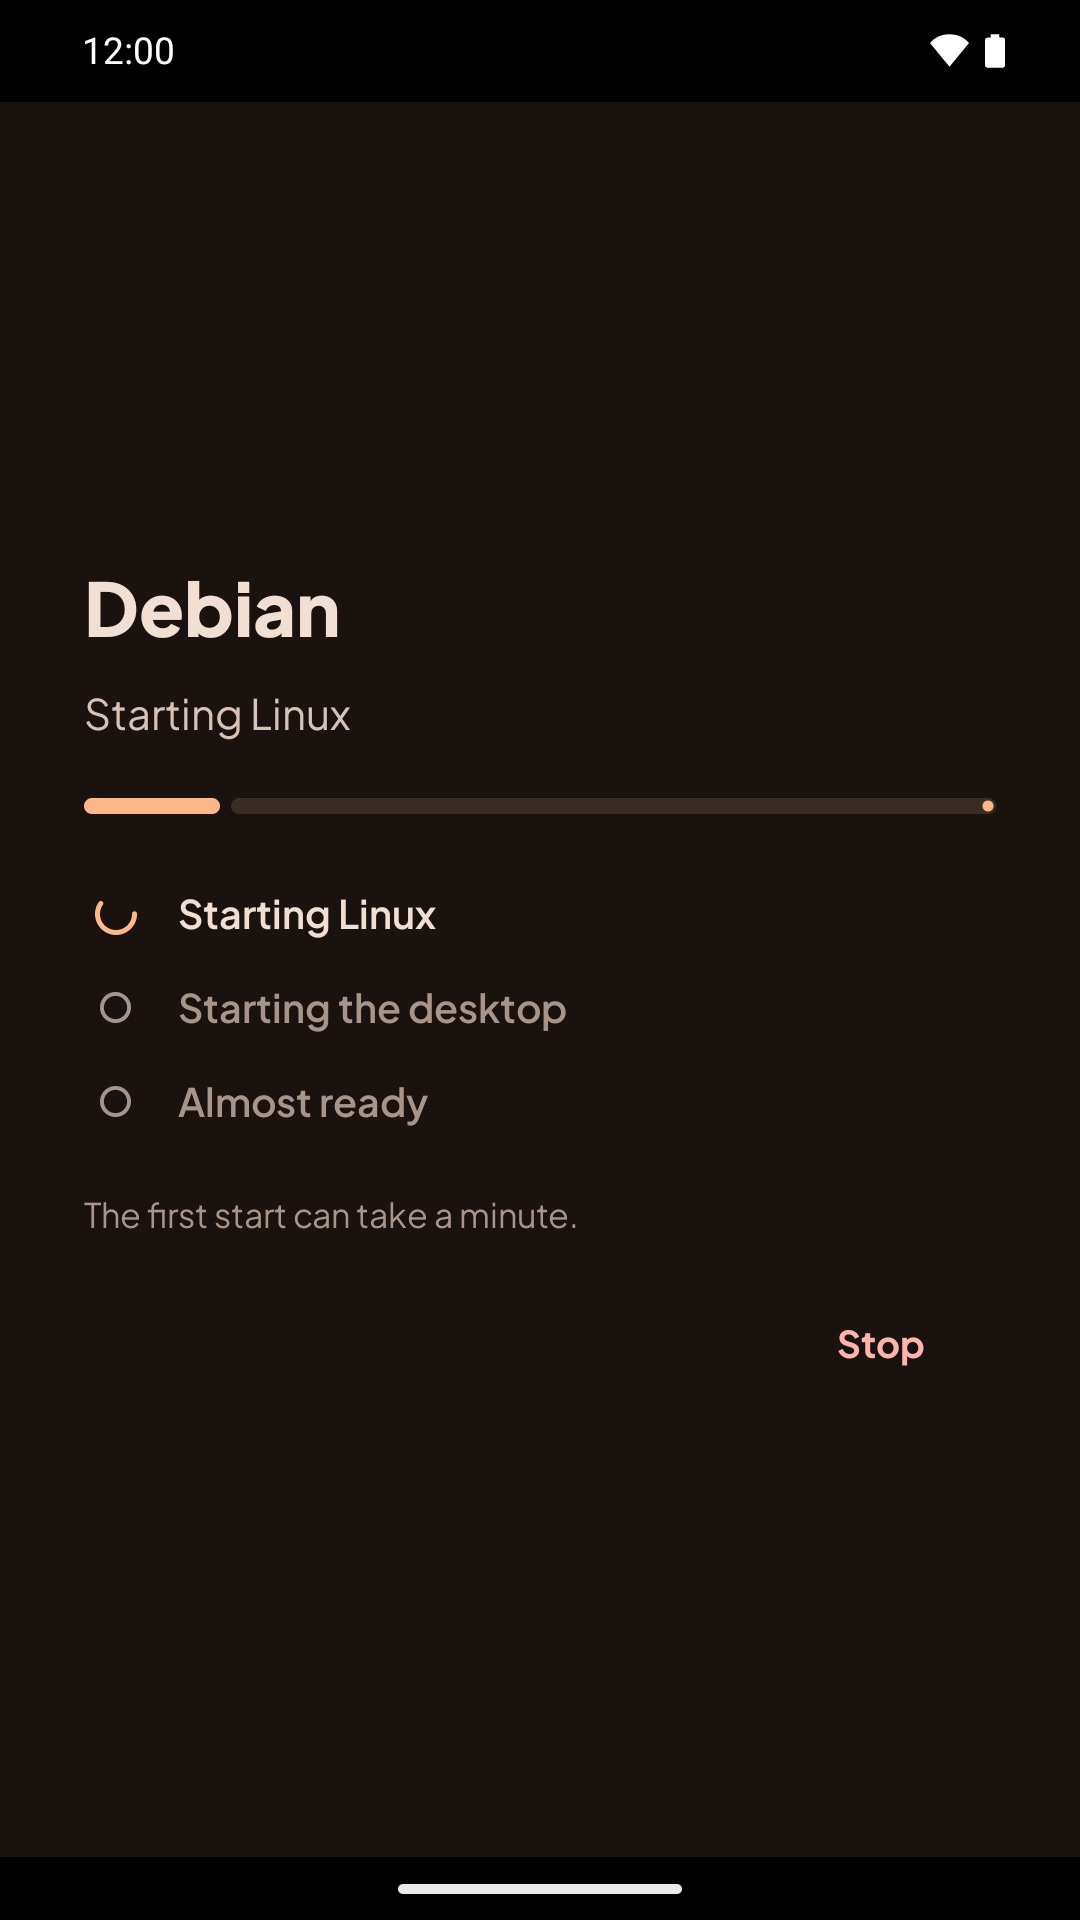 12:00
Debian
Starting Linux
Starting Linux
Starting the desktop
Almost ready
The first start can take a minute.
Stop